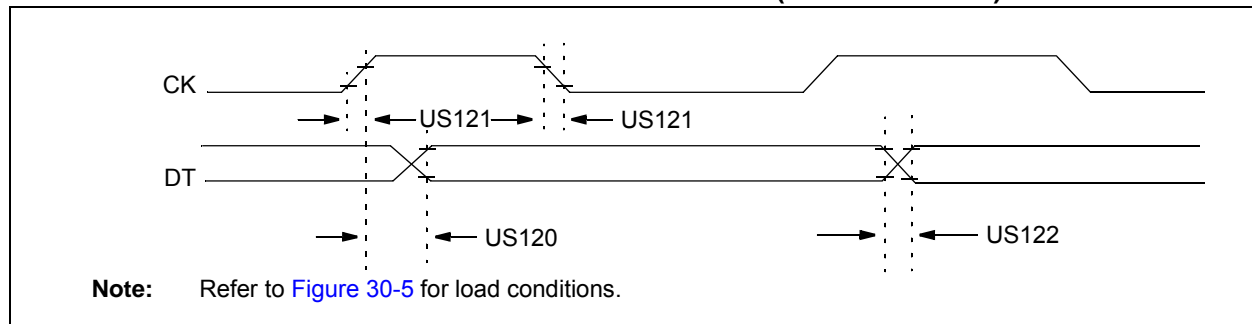 CK
US121
US121
DT
US120
US122
Note: Refer to Figure 30-5 for load conditions.